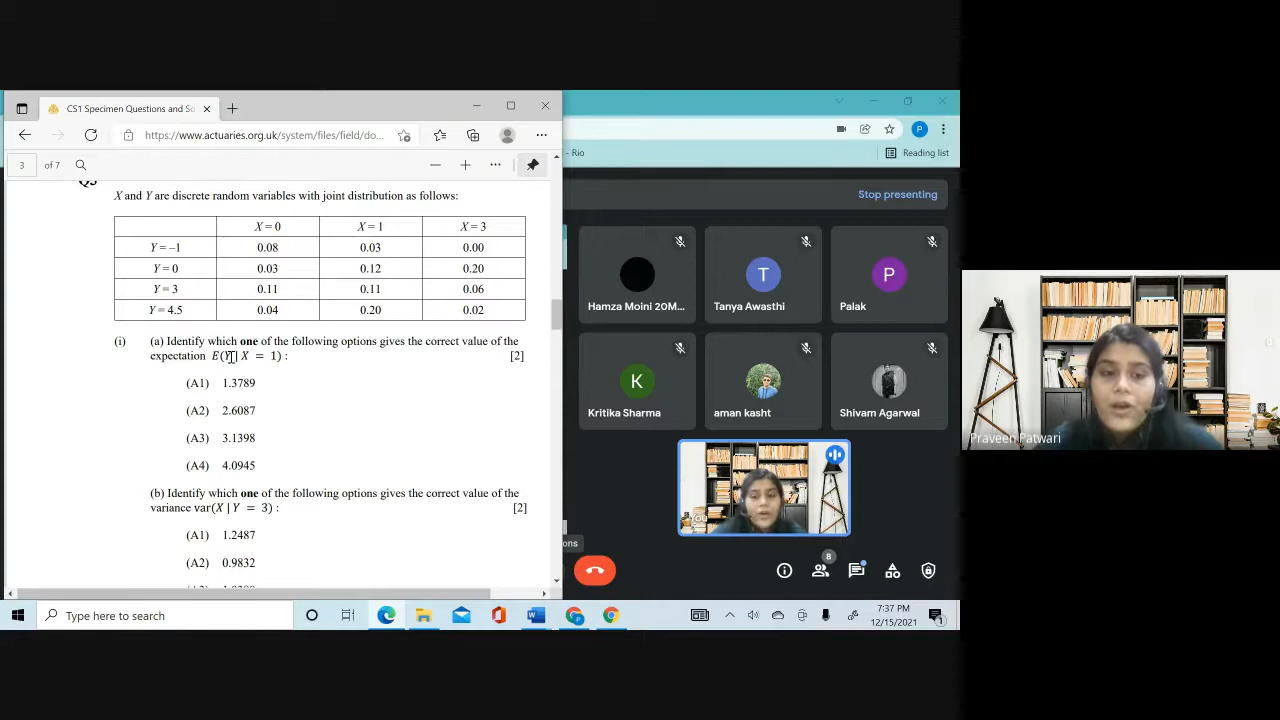 CS1 Specimen Questions and So
https://www.actuaries.org.uk/system/files/field/do...
3 of 7
Q3
X and Y are discrete random variables with joint distribution as follows:
X = 0 X = 1 X = 3
Y = –1 0.08 0.03 0.00
Y = 0 0.03 0.12 0.20
Y = 3 0.11 0.11 0.06
Y = 4.5 0.04 0.20 0.02
(i) (a) Identify which one of the following options gives the correct value of the
expectation E(Y | X = 1) : [2]
(A1) 1.3789
(A2) 2.6087
(A3) 3.1398
(A4) 4.0945
(b) Identify which one of the following options gives the correct value of the
variance var(X | Y = 3) : [2]
(A1) 1.2487
(A2) 0.9832
- Rio
P
Reading list
Stop presenting
Hamza Moini 20M...
T
Tanya Awasthi
P
Palak
K
Kritika Sharma
aman kasht
Shivam Agarwal
You
ons
8
Praveen Patwari
Type here to search
7:37 PM
12/15/2021
1